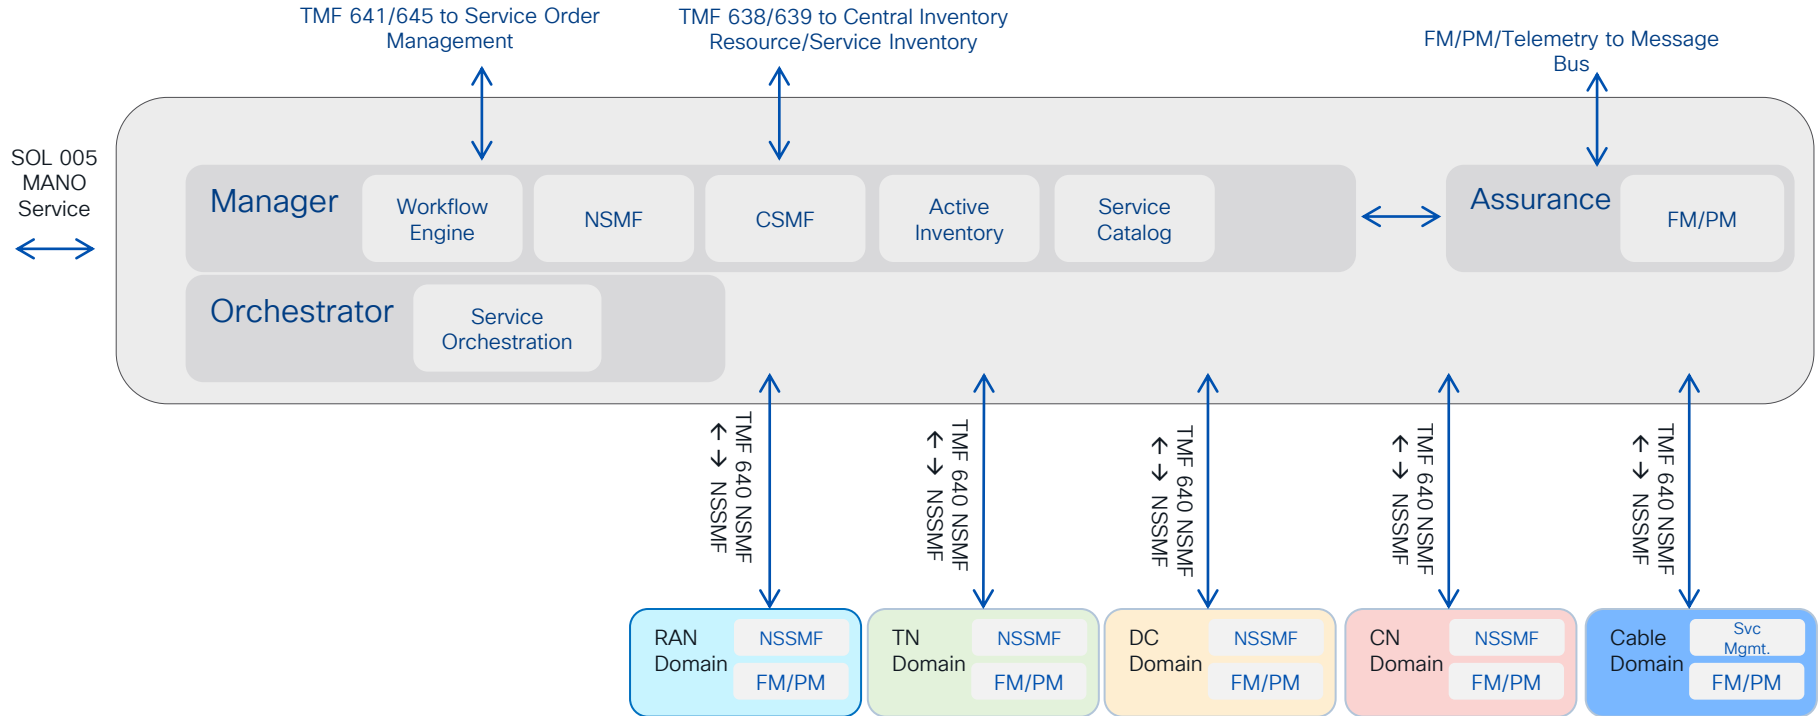 TMF 641/645 to Service Order
Management
TMF 638/639 to Central Inventory
Resource/Service Inventory
FM/PM/Telemetry to Message
Bus
SOL 005
MANO
Service
Manager
Workflow
Engine
NSMF
CSMF
Active
Inventory
Service
Catalog
Assurance
FM/PM
Orchestrator
Service
Orchestration
TMF 640 NSMF
← → NSSMF
TMF 640 NSMF
← → NSSMF
TMF 640 NSMF
← → NSSMF
TMF 640 NSMF
← → NSSMF
TMF 640 NSMF
← → NSSMF
RAN
Domain
NSSMF
FM/PM
TN
Domain
NSSMF
FM/PM
DC
Domain
NSSMF
FM/PM
CN
Domain
NSSMF
FM/PM
Cable
Domain
Svc
Mgmt.
FM/PM